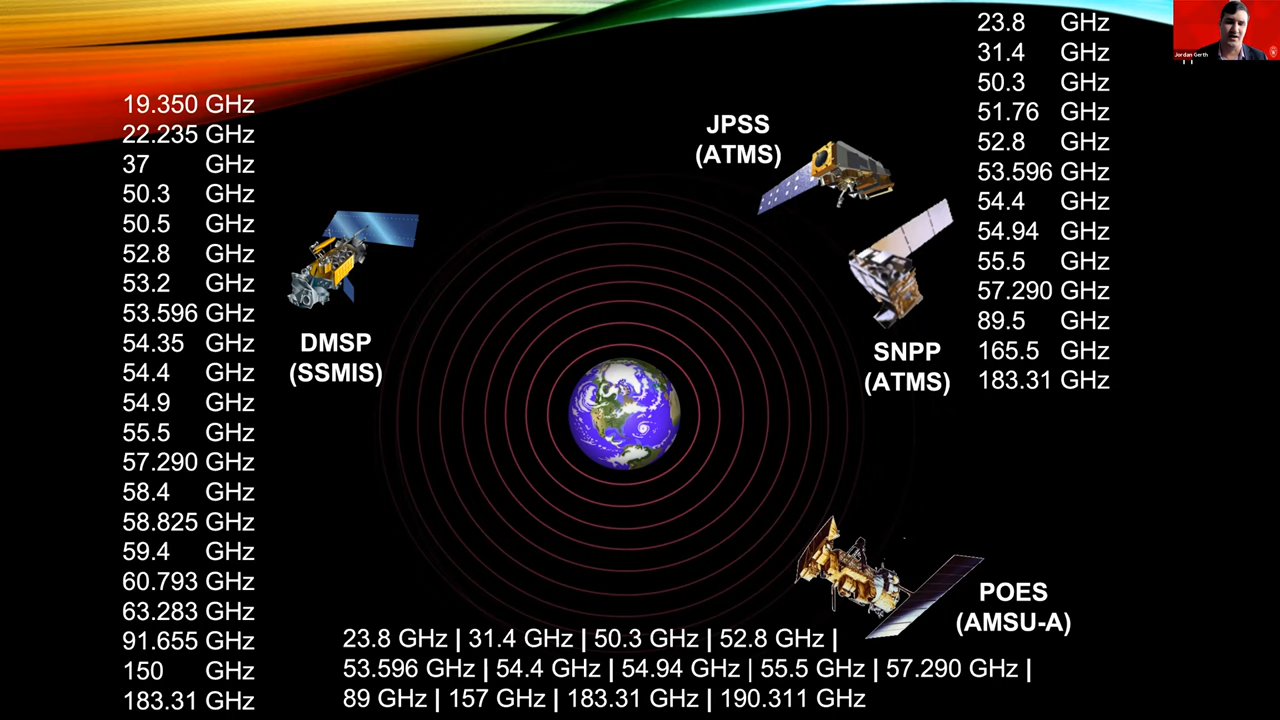 19.350 GHz
22.235 GHz
37 GHz
50.3 GHz
50.5 GHz
52.8 GHz
53.2 GHz
53.596 GHz
54.35 GHz
54.4 GHz
54.9 GHz
55.5 GHz
57.290 GHz
58.4 GHz
58.825 GHz
59.4 GHz
60.793 GHz
63.283 GHz
91.655 GHz
150 GHz
183.31 GHz
DMSP
(SSMIS)
JPSS
(ATMS)
SNPP
(ATMS)
23.8 GHz
31.4 GHz
50.3 GHz
51.76 GHz
52.8 GHz
53.596 GHz
54.4 GHz
54.94 GHz
55.5 GHz
57.290 GHz
89.5 GHz
165.5 GHz
183.31 GHz
Jordan Gerth
POES
(AMSU-A)
23.8 GHz | 31.4 GHz | 50.3 GHz | 52.8 GHz |
53.596 GHz | 54.4 GHz | 54.94 GHz | 55.5 GHz | 57.290 GHz |
89 GHz | 157 GHz | 183.31 GHz | 190.311 GHz